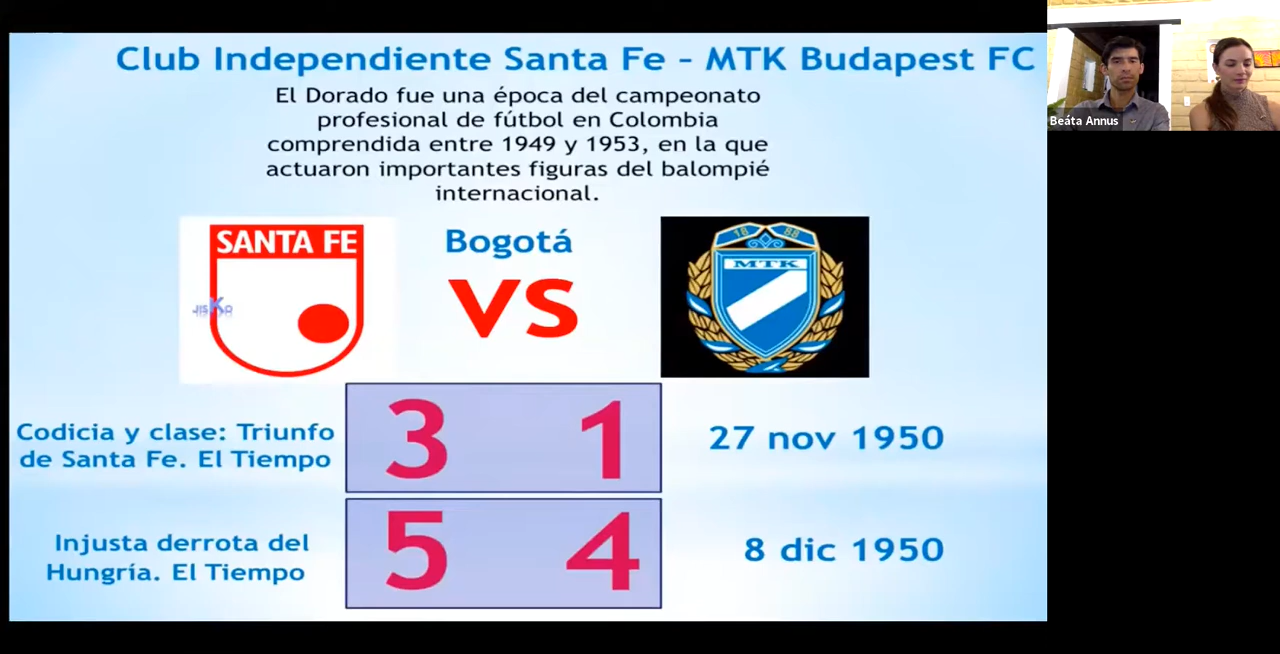 Club Independiente Santa Fe - MTK Budapest FC
El Dorado fue una época del campeonato
profesional de fútbol en Colombia
comprendida entre 1949 y 1953, en la que
actuaron importantes figuras del balompié
internacional.
SANTA FE
JISKO
Bogotá
VS
18 88
MTK
Codicia y clase: Triunfo
de Santa Fe. El Tiempo
3 1
27 nov 1950
Injusta derrota del
Hungría. El Tiempo
5 4
8 dic 1950
Beáta Annus